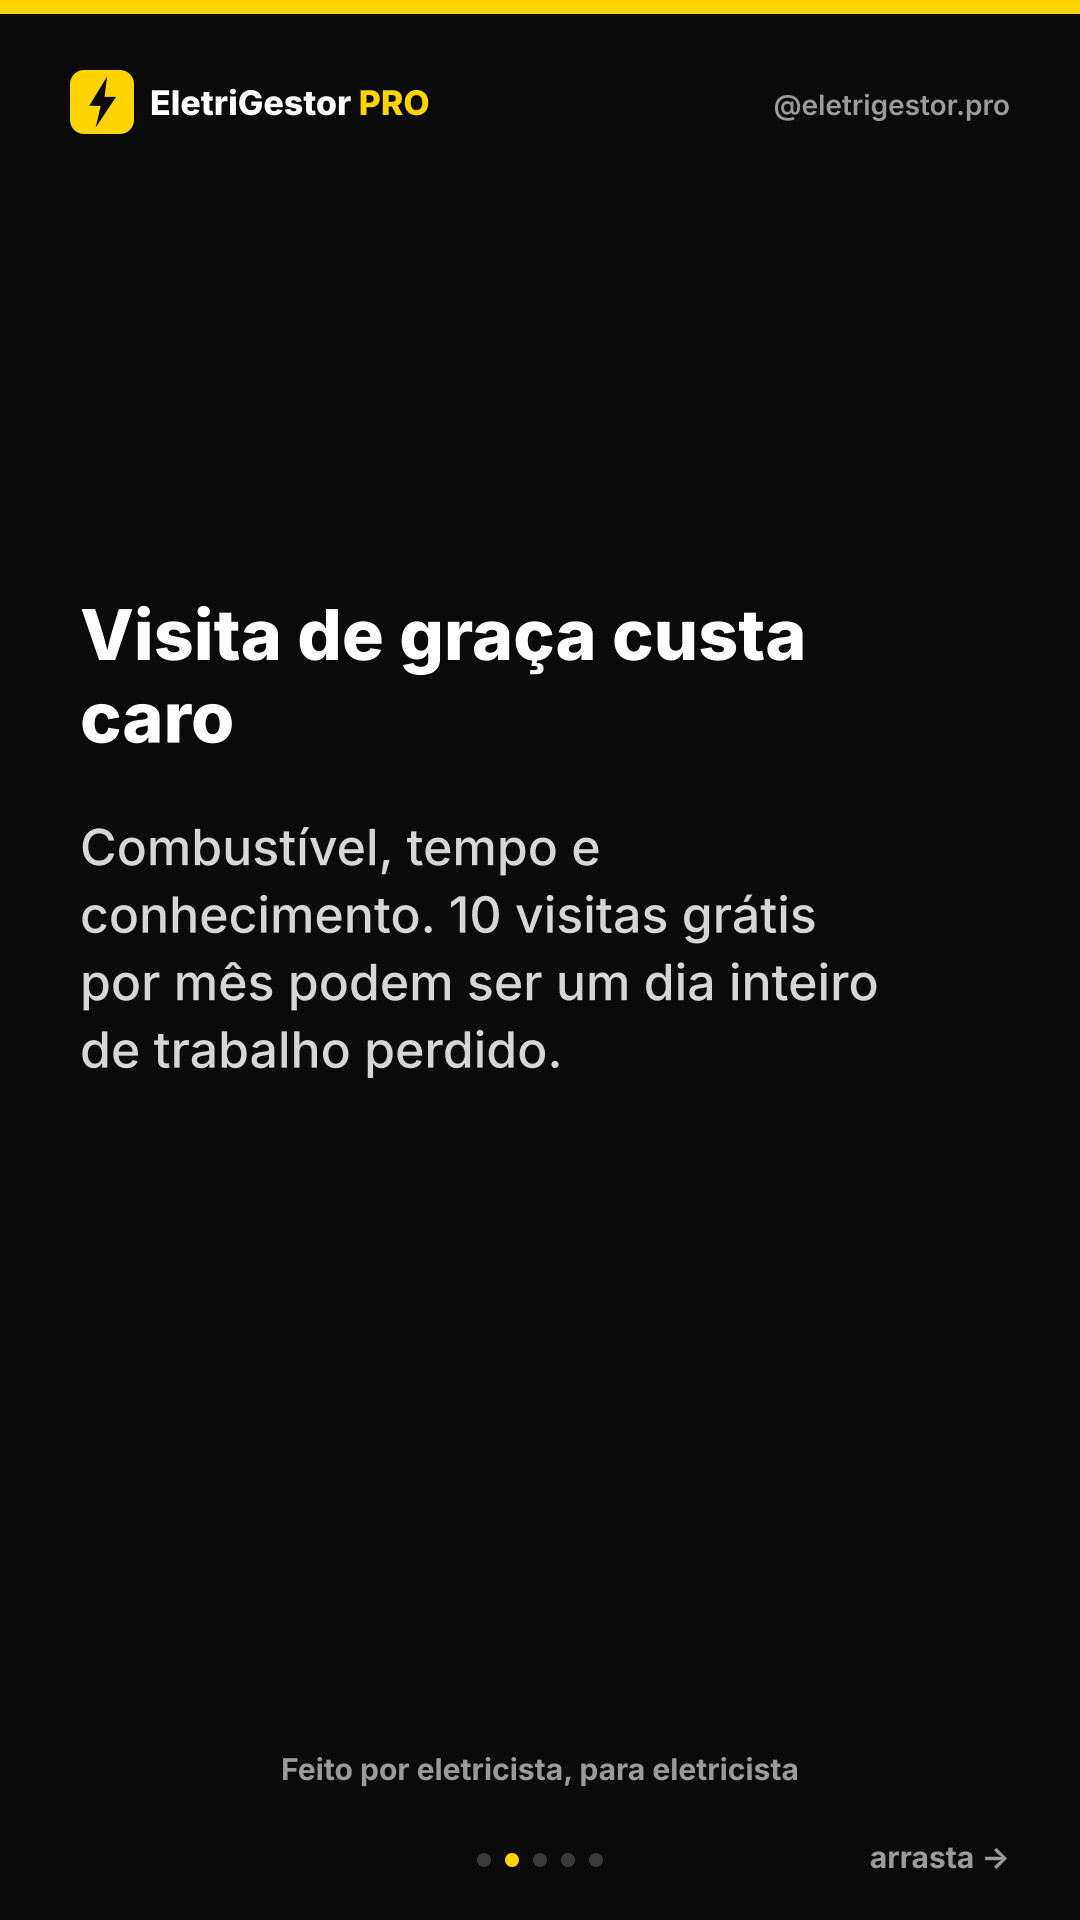 EletriGestor PRO
@eletrigestor.pro
Visita de graça custa
caro
Combustível, tempo e
conhecimento. 10 visitas grátis
por mês podem ser um dia inteiro
de trabalho perdido.
Feito por eletricista, para eletricista
arrasta →